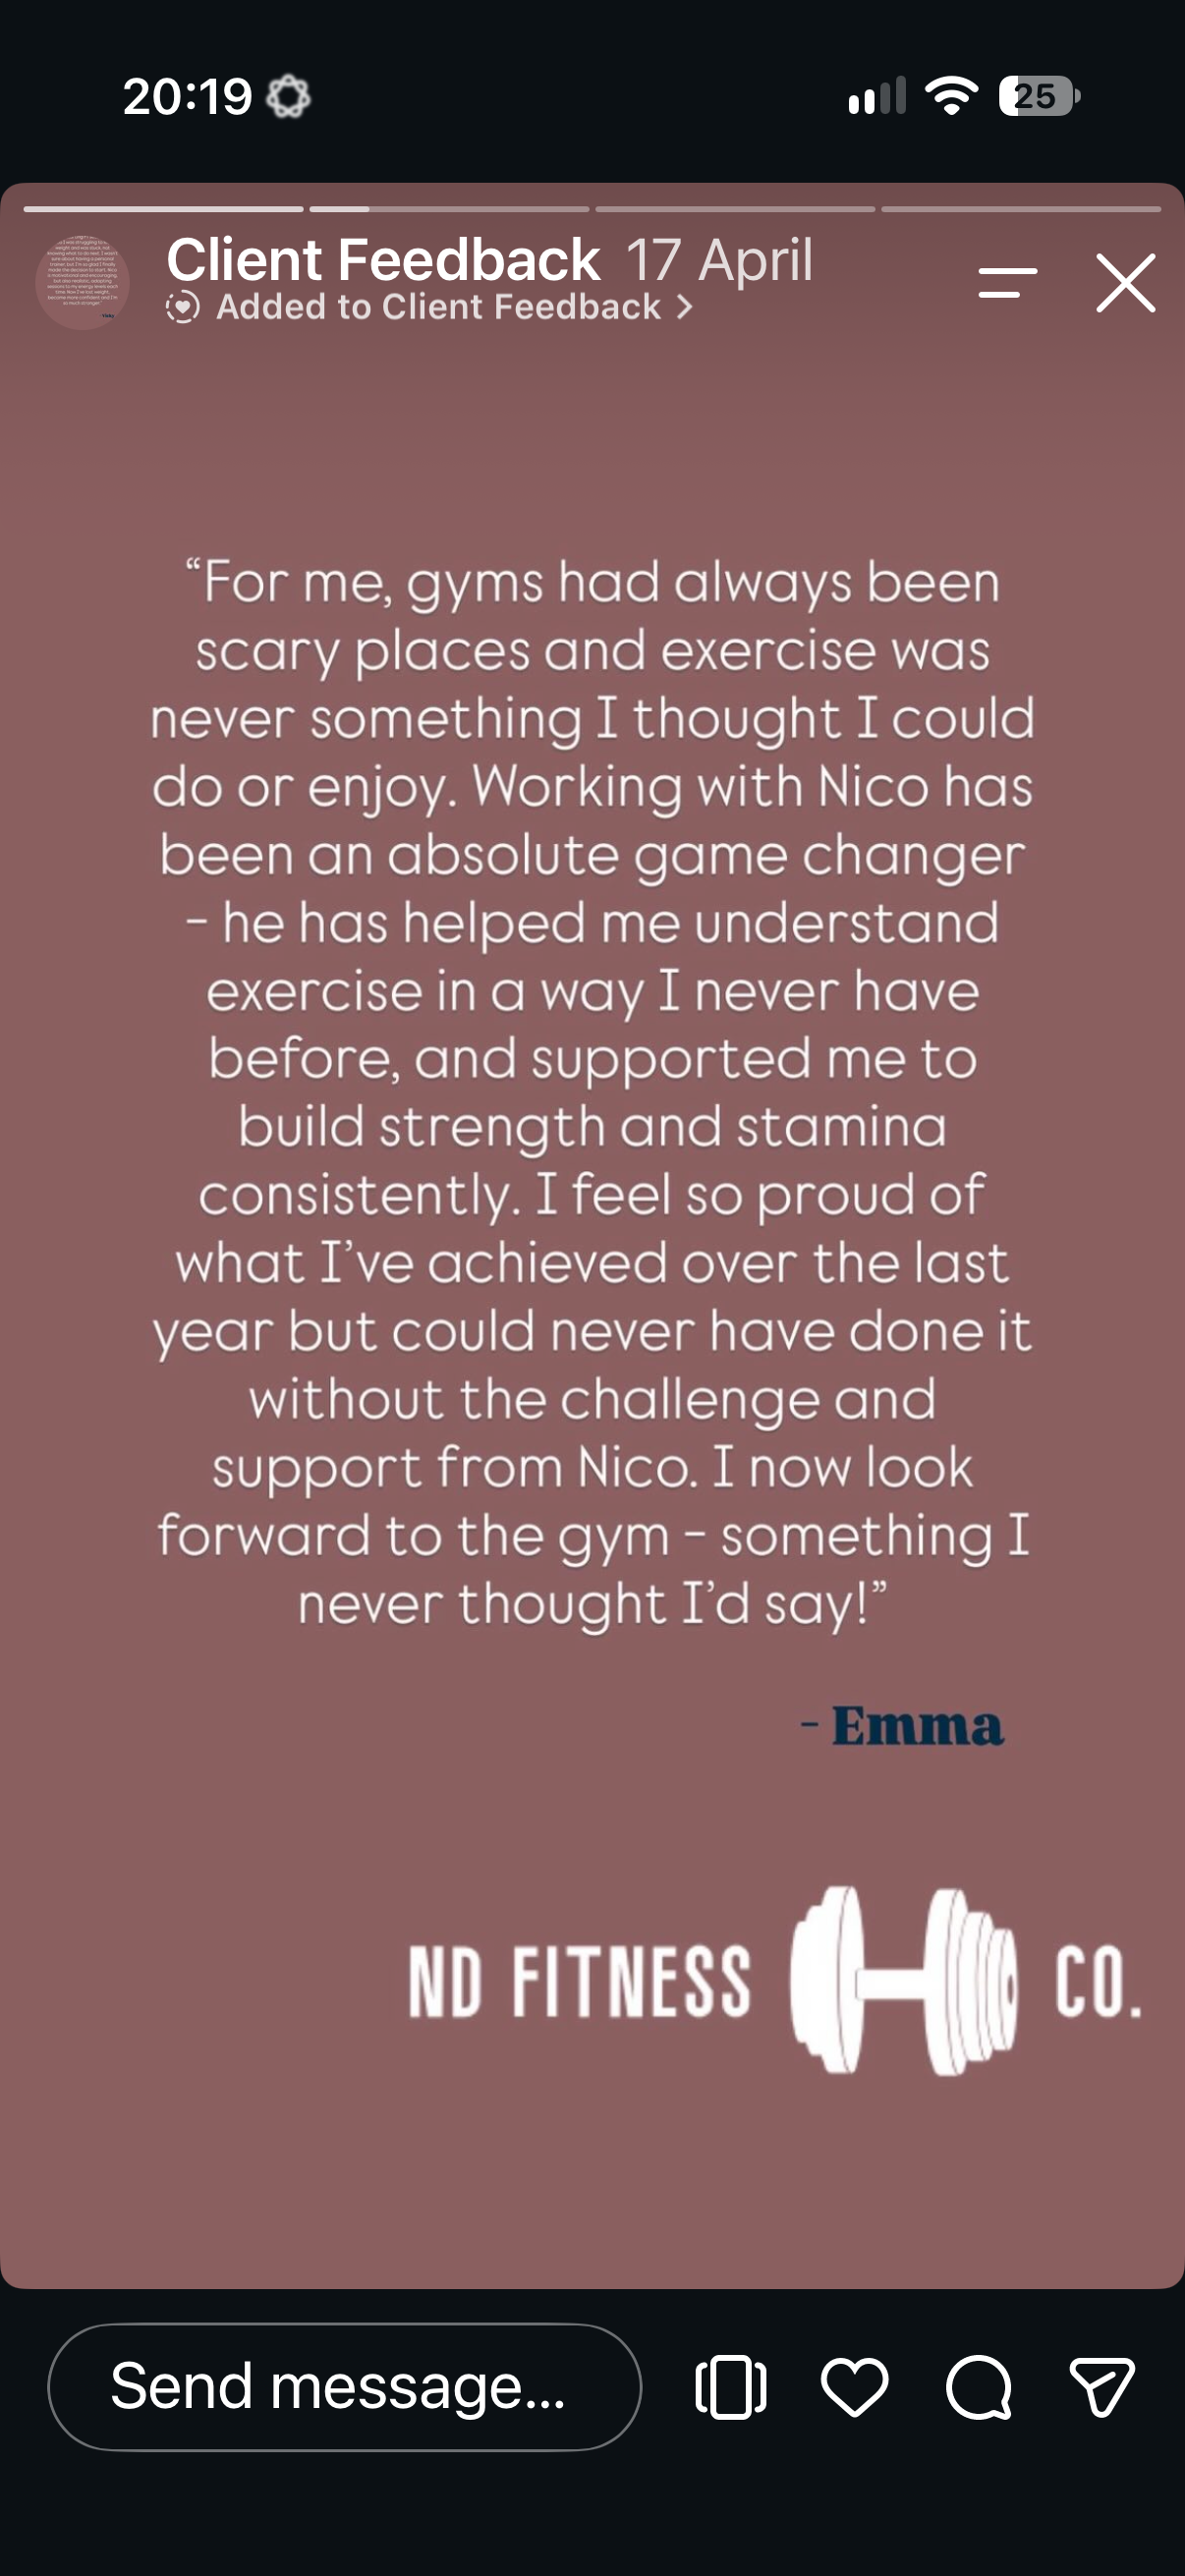 20:19
25
Client Feedback 17 April
Added to Client Feedback
“For me, gyms had always been
scary places and exercise was
never something I thought I could
do or enjoy. Working with Nico has
been an absolute game changer
- he has helped me understand
exercise in a way I never have
before, and supported me to
build strength and stamina
consistently. I feel so proud of
what I’ve achieved over the last
year but could never have done it
without the challenge and
support from Nico. I now look
forward to the gym - something I
never thought I’d say!”
- Emma
ND FITNESS CO.
Send message...